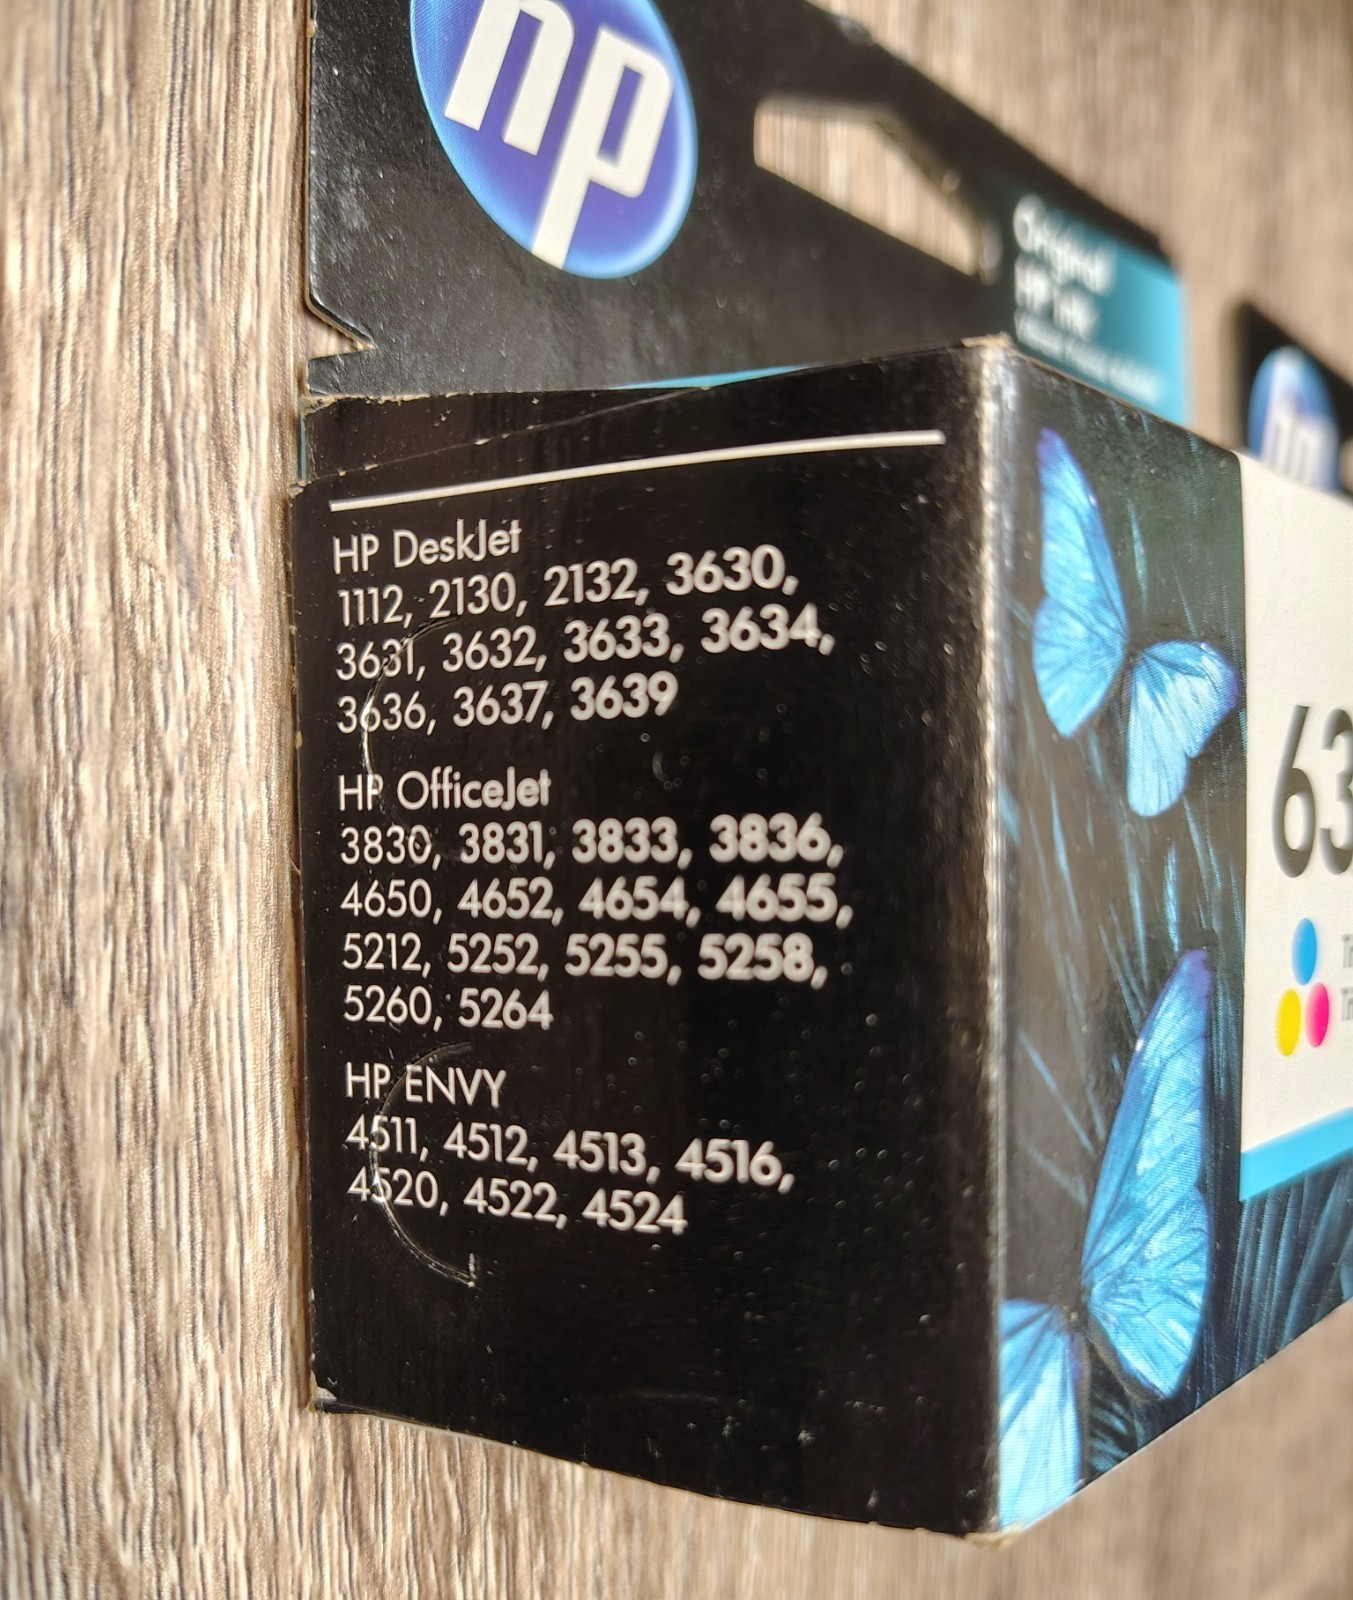 hp
Original
HP Ink
hp
HP DeskJet
1112, 2130, 2132, 3630,
3631, 3632, 3633, 3634,
3636, 3637, 3639
HP OfficeJet
3830, 3831, 3833, 3836,
4650, 4652, 4654, 4655,
5212, 5252, 5255, 5258,
5260, 5264
HP ENVY
4511, 4512, 4513, 4516,
4520, 4522, 4524
63